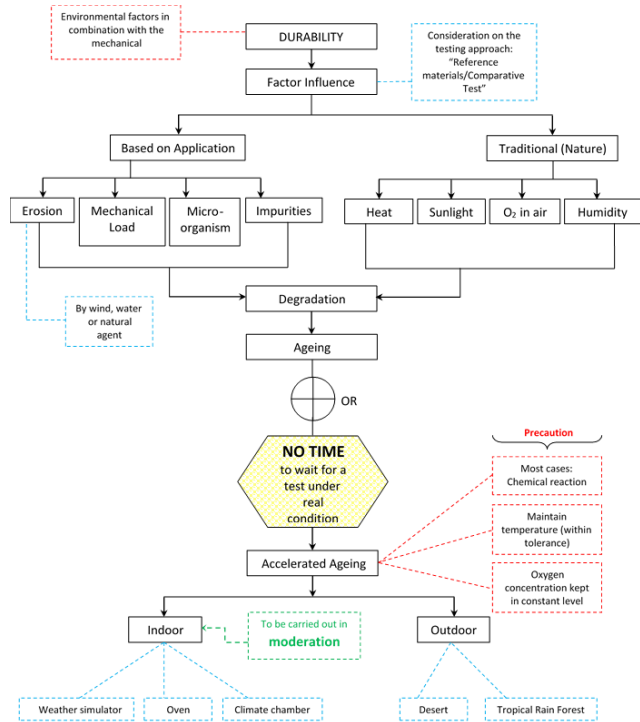 Environmental factors in
combination with the
mechanical
DURABILITY
Consideration on the
testing approach:
“Reference
materials/Comparative
Test”
Factor Influence
Based on Application
Traditional (Nature)
Erosion
Mechanical
Load
Micro-
organism
Impurities
Heat
Sunlight
O₂ in air
Humidity
By wind, water
or natural
agent
Degradation
Ageing
OR
NO TIME
to wait for a
test under
real
condition
Precaution
Most cases:
Chemical reaction
Maintain
temperature (within
tolerance)
Oxygen
concentration kept
in constant level
Accelerated Ageing
Indoor
To be carried out in
moderation
Outdoor
Weather simulator
Oven
Climate chamber
Desert
Tropical Rain Forest